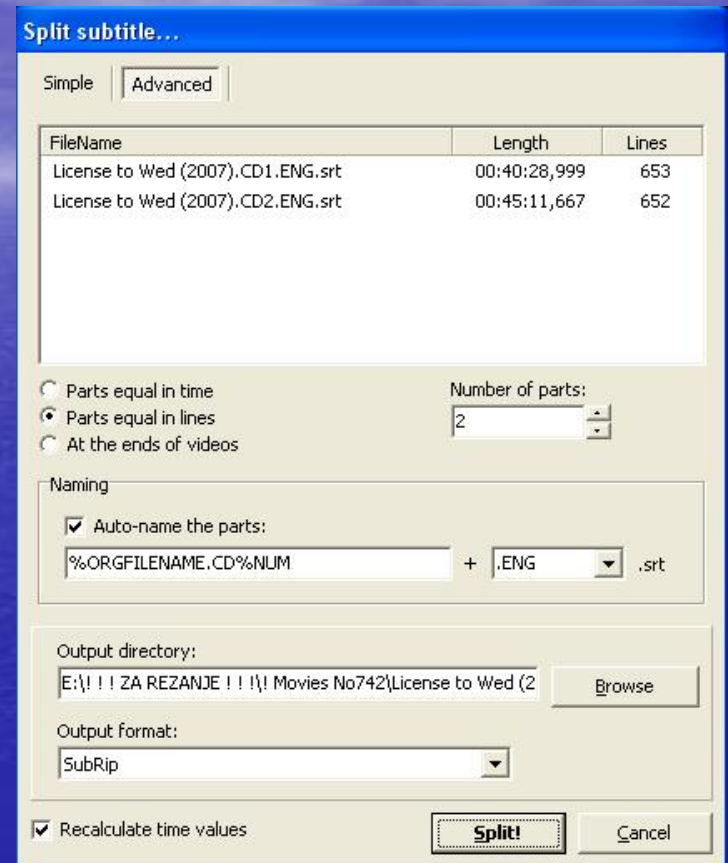 Split subtitle...
Simple Advanced
FileName Length Lines
License to Wed (2007).CD1.ENG.srt 00:40:28,999 653
License to Wed (2007).CD2.ENG.srt 00:45:11,667 652
Parts equal in time
Parts equal in lines
At the ends of videos
Number of parts:
2
Naming
Auto-name the parts:
%ORGFILENAME.CD%NUM + .ENG .srt
Output directory:
E:\! ! ! ZA REZANJE ! ! !\! Movies No742\License to Wed (2 Browse
Output format:
SubRip
Recalculate time values Split! Cancel